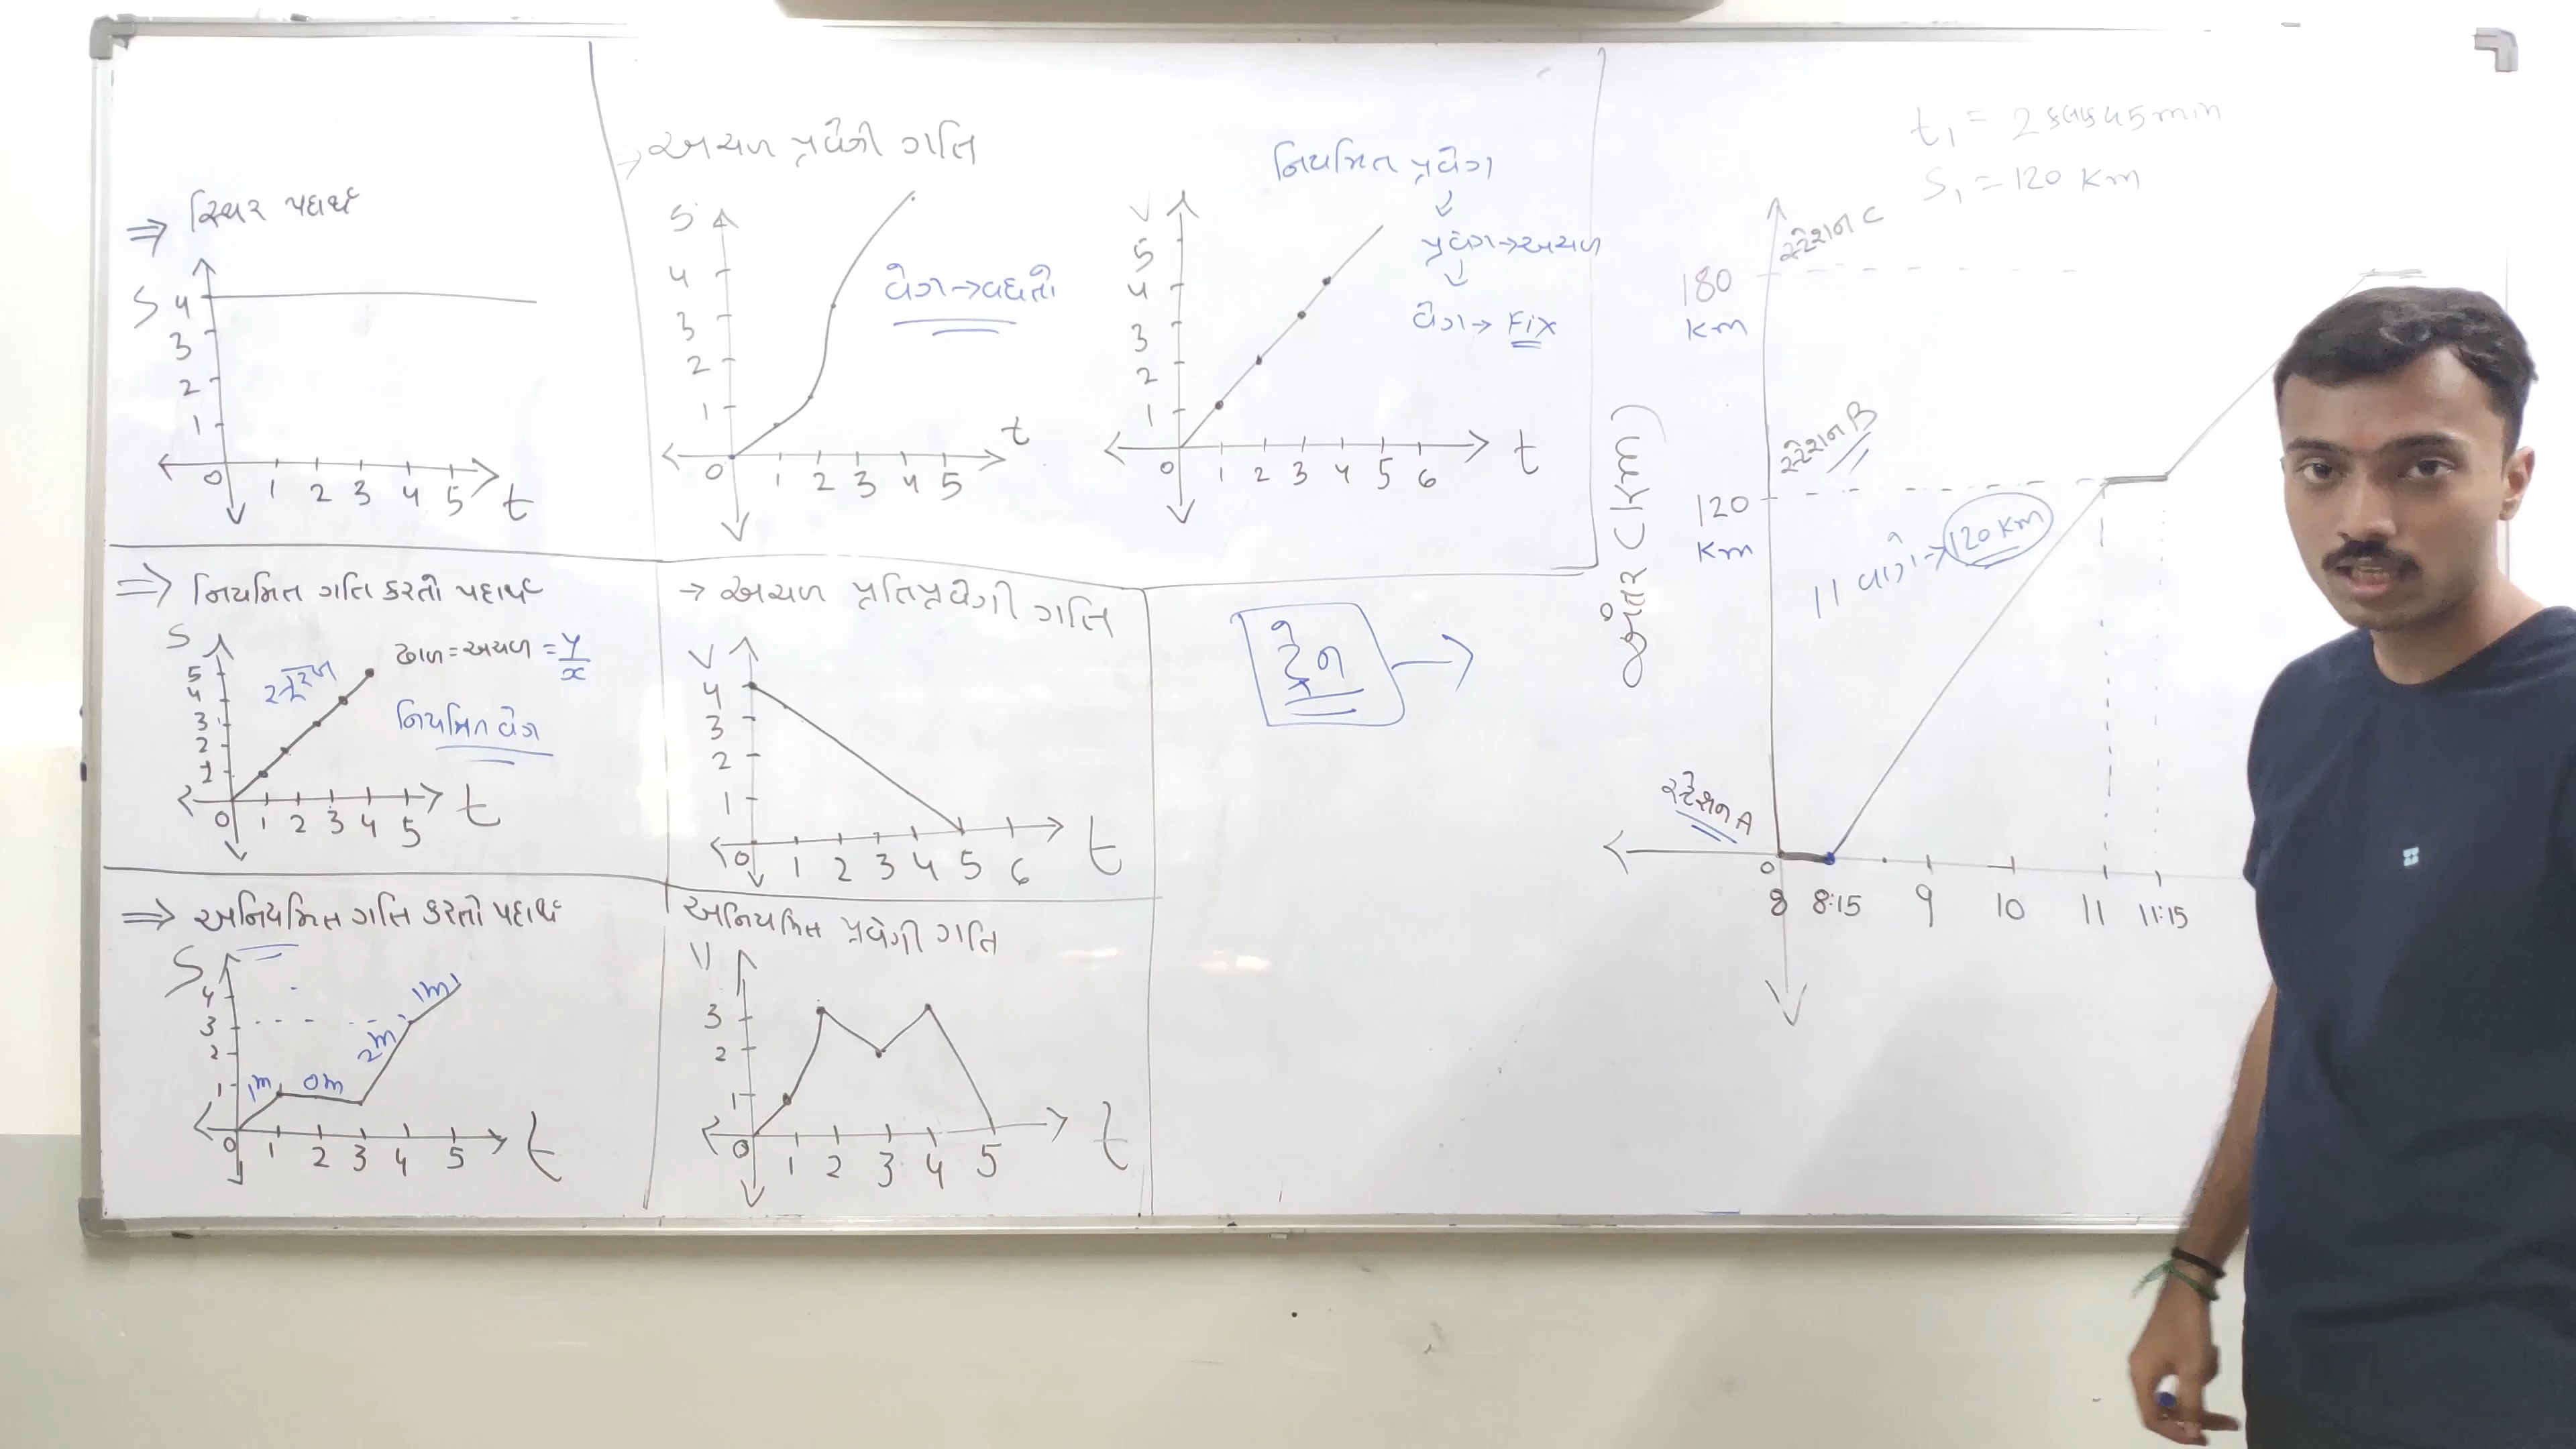 ⇒ સ્થિર પદાર્થ
S
4
3
2
1
0 1 2 3 4 5 t
→ અચળ પ્રવેગી ગતિ
S
4
3
2
1
0 1 2 3 4 5
t
વેગ→વધતો
V
5
4
3
2
1
0 1 2 3 4 5 6 t
નિયમિત પ્રવેગ
પ્રવેગ→અચળ
વેગ→ Fix
⇒ નિયમિત ગતિ કરતો પદાર્થ
S
5
4
3
2
1
0 1 2 3 4 5 t
સુરેખ
ઢાળ = અચળ = y/x
નિયમિત વેગ
→ અચળ પ્રતિપ્રવેગી ગતિ
V
4
3
2
1
0 1 2 3 4 5 6 t
⇒ અનિયમિત ગતિ કરતો પદાર્થ
S
4
3
2
1
0 1 2 3 4 5 t
1m 0m 2m 1m
અનિયમિત પ્રવેગી ગતિ
V
3
2
1
0 1 2 3 4 5 t
ટ્રેન →
t₁ = 2 કલાક 45 min
S₁ = 120 Km
સ્ટેશન C
180
Km
સ્ટેશન B
120
Km
અંતર (km)
11 વાગે → 120 Km
સ્ટેશન A
0
8 8:15 9 10 11 11:15